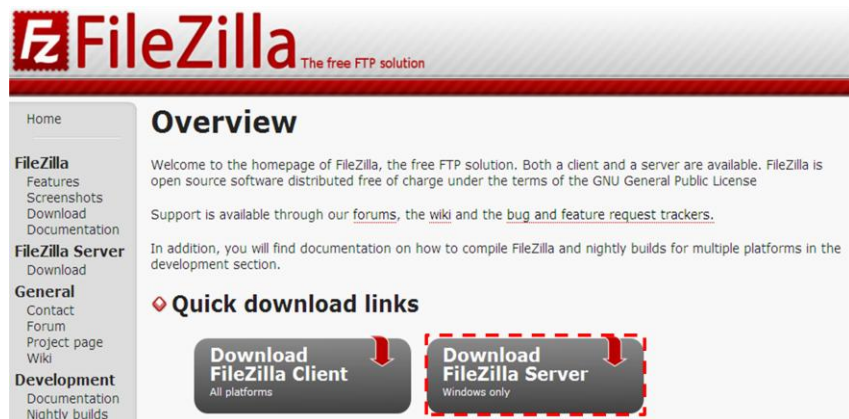 Fz FileZilla The free FTP solution
Home
FileZilla
Features
Screenshots
Download
Documentation
FileZilla Server
Download
General
Contact
Forum
Project page
Wiki
Development
Documentation
Nightly builds
Overview
Welcome to the homepage of FileZilla, the free FTP solution. Both a client and a server are available. FileZilla is
open source software distributed free of charge under the terms of the GNU General Public License
Support is available through our forums, the wiki and the bug and feature request trackers.
In addition, you will find documentation on how to compile FileZilla and nightly builds for multiple platforms in the
development section.
Quick download links
Download
FileZilla Client
All platforms
Download
FileZilla Server
Windows only